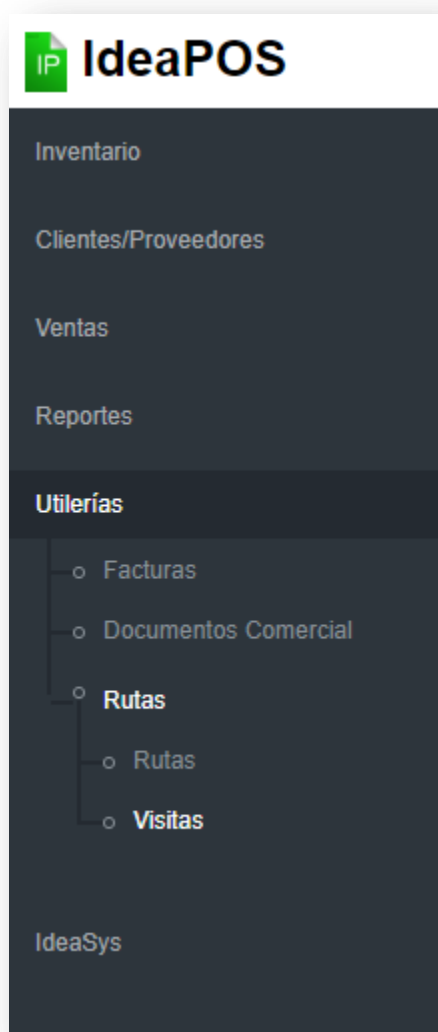 IP IdeaPOS
Inventario
Clientes/Proveedores
Ventas
Reportes
Utilerías
Facturas
Documentos Comercial
Rutas
Rutas
Visitas
IdeaSys